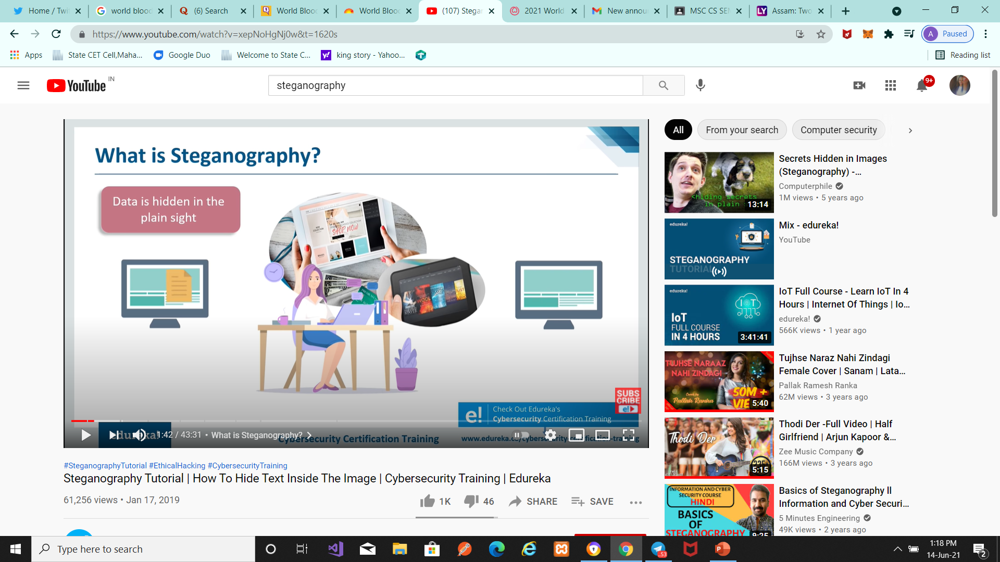 Home / Twi
world blood
(6) Search
World Bloo
World Bloo
(107) Stega
2021 World
New annou
MSC CS SEM
Assam: Two
https://www.youtube.com/watch?v=xepNoHgNj0w&t=1620s
A Paused
Apps
State CET Cell,Maha...
Google Duo
Welcome to State C...
king story - Yahoo...
Reading list
YouTube IN
steganography
9+
What is Steganography?
Data is hidden in the
plain sight
SHOP NOW
SUBS
CRIBE
e!
e! Check Out Edureka's
Cybersecurity Certification Training
edureka!
1:42 / 43:31 • What is Steganography?
Cybersecurity Certification Training
www.edureka.co/cybersecurity-certification-training
#SteganographyTutorial #EthicalHacking #CybersecurityTraining
Steganography Tutorial | How To Hide Text Inside The Image | Cybersecurity Training | Edureka
61,256 views • Jan 17, 2019
1K
46
SHARE
SAVE
All
From your search
Computer security
<hiding secrets
in plain
13:14
Secrets Hidden in Images
(Steganography) -...
Computerphile
1M views • 5 years ago
edureka!
STEGANOGRAPHY
TUTORIAL
Mix - edureka!
YouTube
edureka!
IoT
IoT
FULL COURSE
IN 4 HOURS
3:41:41
IoT Full Course - Learn IoT In 4
Hours | Internet Of Things | Io...
edureka!
566K views • 1 year ago
TUJHSE NARAAZ
NAHI ZINDAGI
Pallak Ranka
50M +
VIE
5:40
Tujhse Naraz Nahi Zindagi
Female Cover | Sanam | Lata...
Pallak Ramesh Ranka
62M views • 3 years ago
Thodi Der
5:15
Thodi Der -Full Video | Half
Girlfriend | Arjun Kapoor &...
Zee Music Company
166M views • 3 years ago
INFORMATION AND CYBER
SECURITY COURSE
HINDI
BASICS
OF
STEGANOGRAPHY
9:25
Basics of Steganography ll
Information and Cyber Securi...
5 Minutes Engineering
49K views • 2 years ago
Type here to search
..53
1:18 PM
14-Jun-21
2